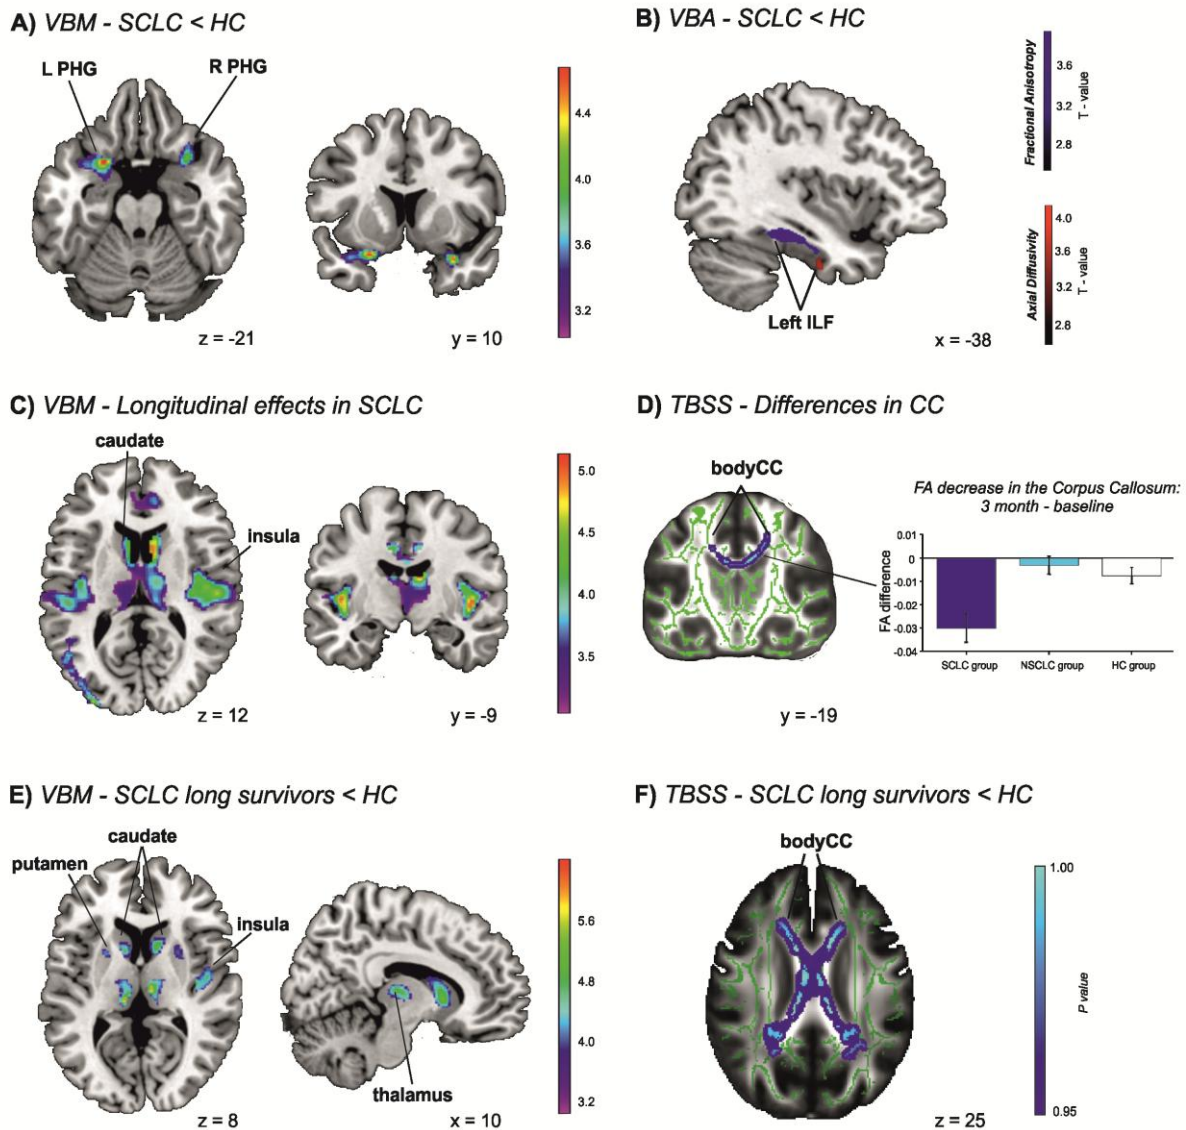 A) VBM - SCLC < HC
L PHG
R PHG
4.4
4.0
3.6
3.2
z = -21
y = 10
B) VBA - SCLC < HC
Fractional Anisotropy
3.6
3.2
2.8
T - value
Axial Diffusivity
4.0
3.6
3.2
2.8
T - value
Left ILF
x = -38
C) VBM - Longitudinal effects in SCLC
caudate
insula
5.0
4.5
4.0
3.5
z = 12
y = -9
D) TBSS - Differences in CC
bodyCC
y = -19
FA decrease in the Corpus Callosum:
3 month - baseline
FA difference
0.01
0
-0.01
-0.02
-0.03
-0.04
SCLC group
NSCLC group
HC group
E) VBM - SCLC long survivors < HC
caudate
putamen
insula
thalamus
5.6
4.8
4.0
3.2
z = 8
x = 10
F) TBSS - SCLC long survivors < HC
bodyCC
1.00
P value
0.95
z = 25